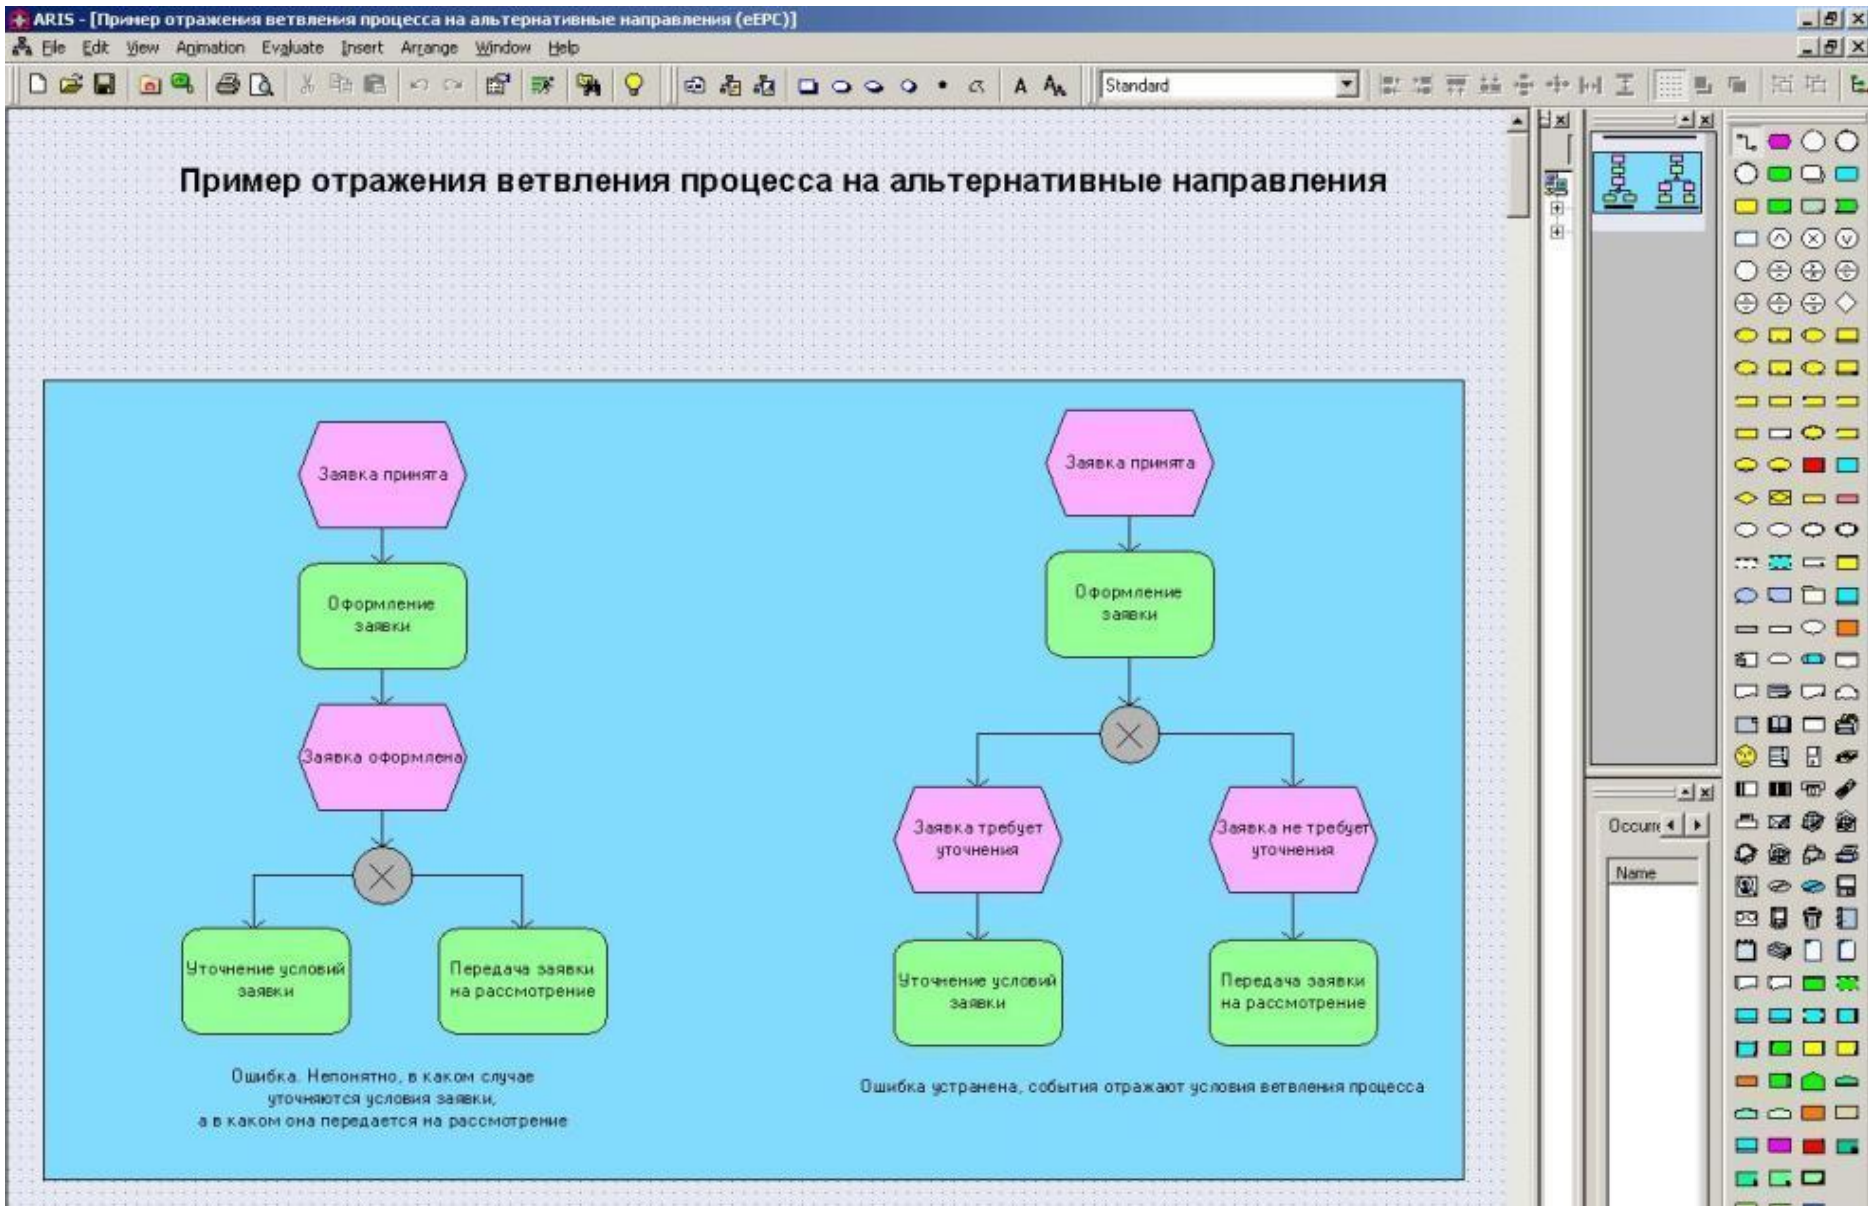 ARIS - [Пример отражения ветвления процесса на альтернативные направления (eEPC)]
File Edit View Animation Evaluate Insert Arrange Window Help
A AA Standard
Пример отражения ветвления процесса на альтернативные направления
Заявка принята
Оформление
заявки
Заявка оформлена
Уточнение условий
заявки
Передача заявки
на рассмотрение
Ошибка. Непонятно, в каком случае
уточняются условия заявки,
а в каком она передается на рассмотрение
Заявка принята
Оформление
заявки
Заявка требует
уточнения
Заявка не требует
уточнения
Уточнение условий
заявки
Передача заявки
на рассмотрение
Ошибка устранена, события отражают условия ветвления процесса
Occurre
Name